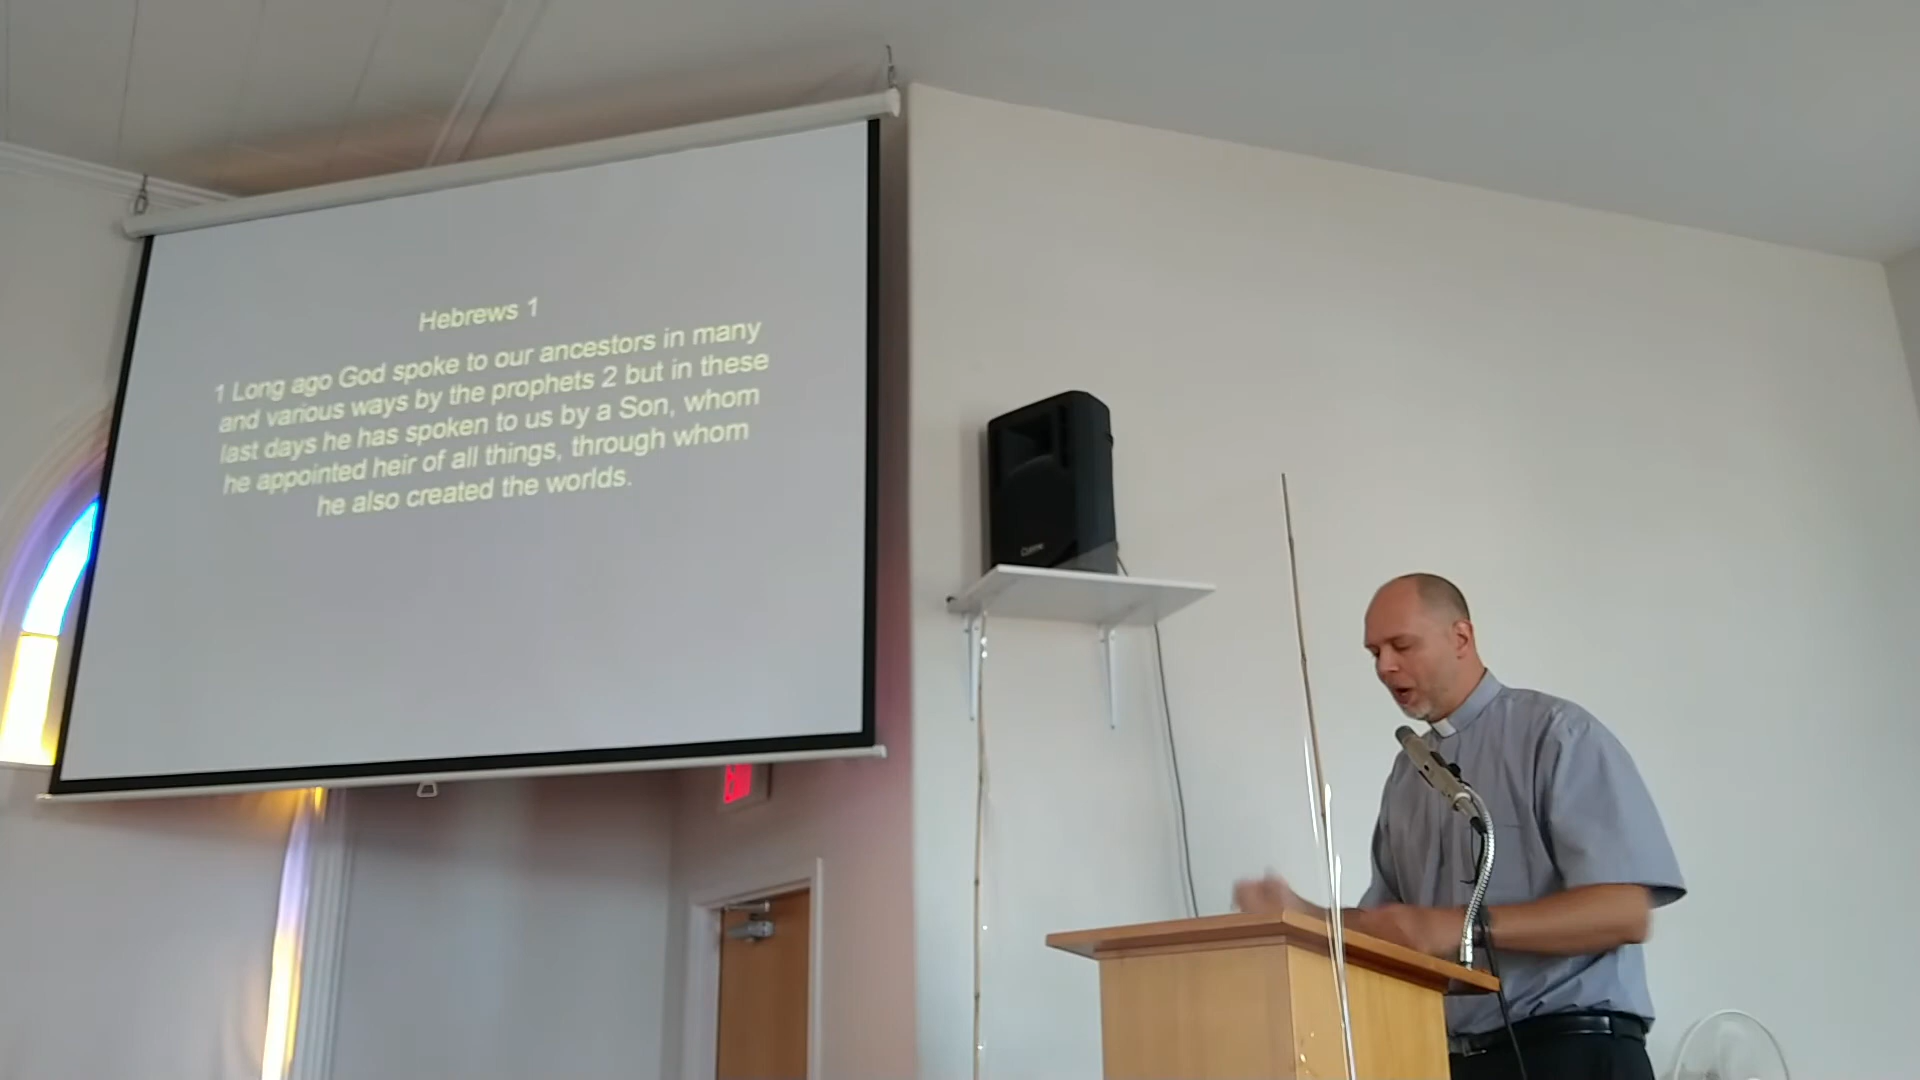 Hebrews 1
1 Long ago God spoke to our ancestors in many
and various ways by the prophets 2 but in these
last days he has spoken to us by a Son, whom
he appointed heir of all things, through whom
he also created the worlds.